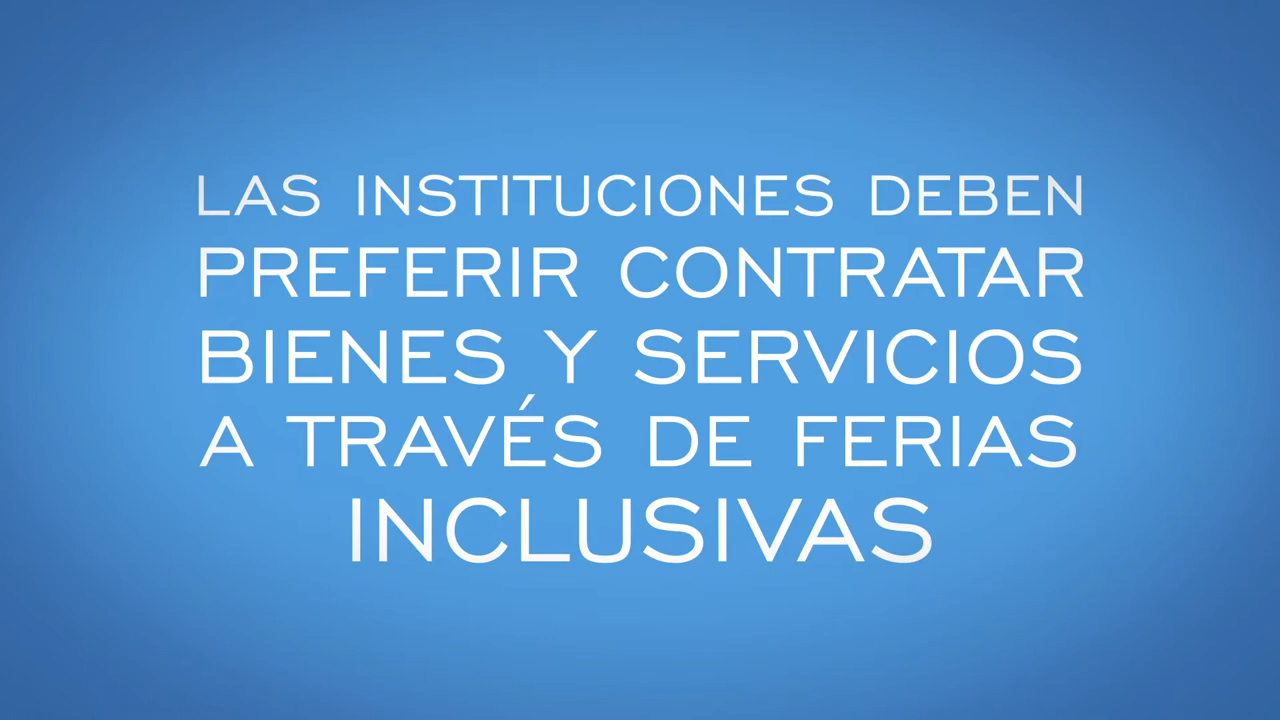 LAS INSTITUCIONES DEBEN
PREFERIR CONTRATAR
BIENES Y SERVICIOS
A TRAVÉS DE FERIAS
INCLUSIVAS